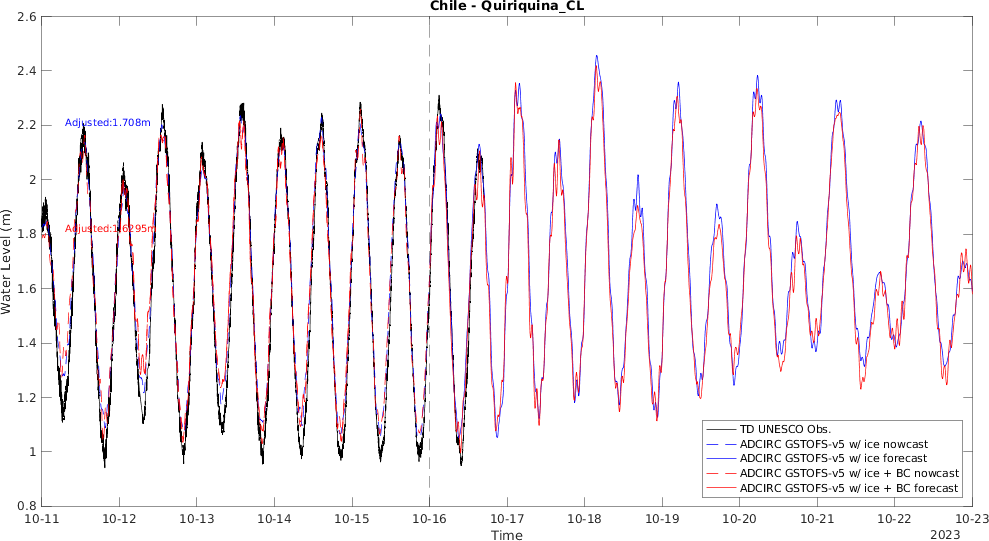 Chile - Quiriquina_CL
2.6
2.4
2.2
2
1.8
1.6
1.4
1.2
1
0.8
Water Level (m)
Adjusted:1.708m
Adjusted:1.6295m
TD UNESCO Obs.
ADCIRC GSTOFS-v5 w/ ice nowcast
ADCIRC GSTOFS-v5 w/ ice forecast
ADCIRC GSTOFS-v5 w/ ice + BC nowcast
ADCIRC GSTOFS-v5 w/ ice + BC forecast
10-11 10-12 10-13 10-14 10-15 10-16 10-17 10-18 10-19 10-20 10-21 10-22 10-23
Time
2023